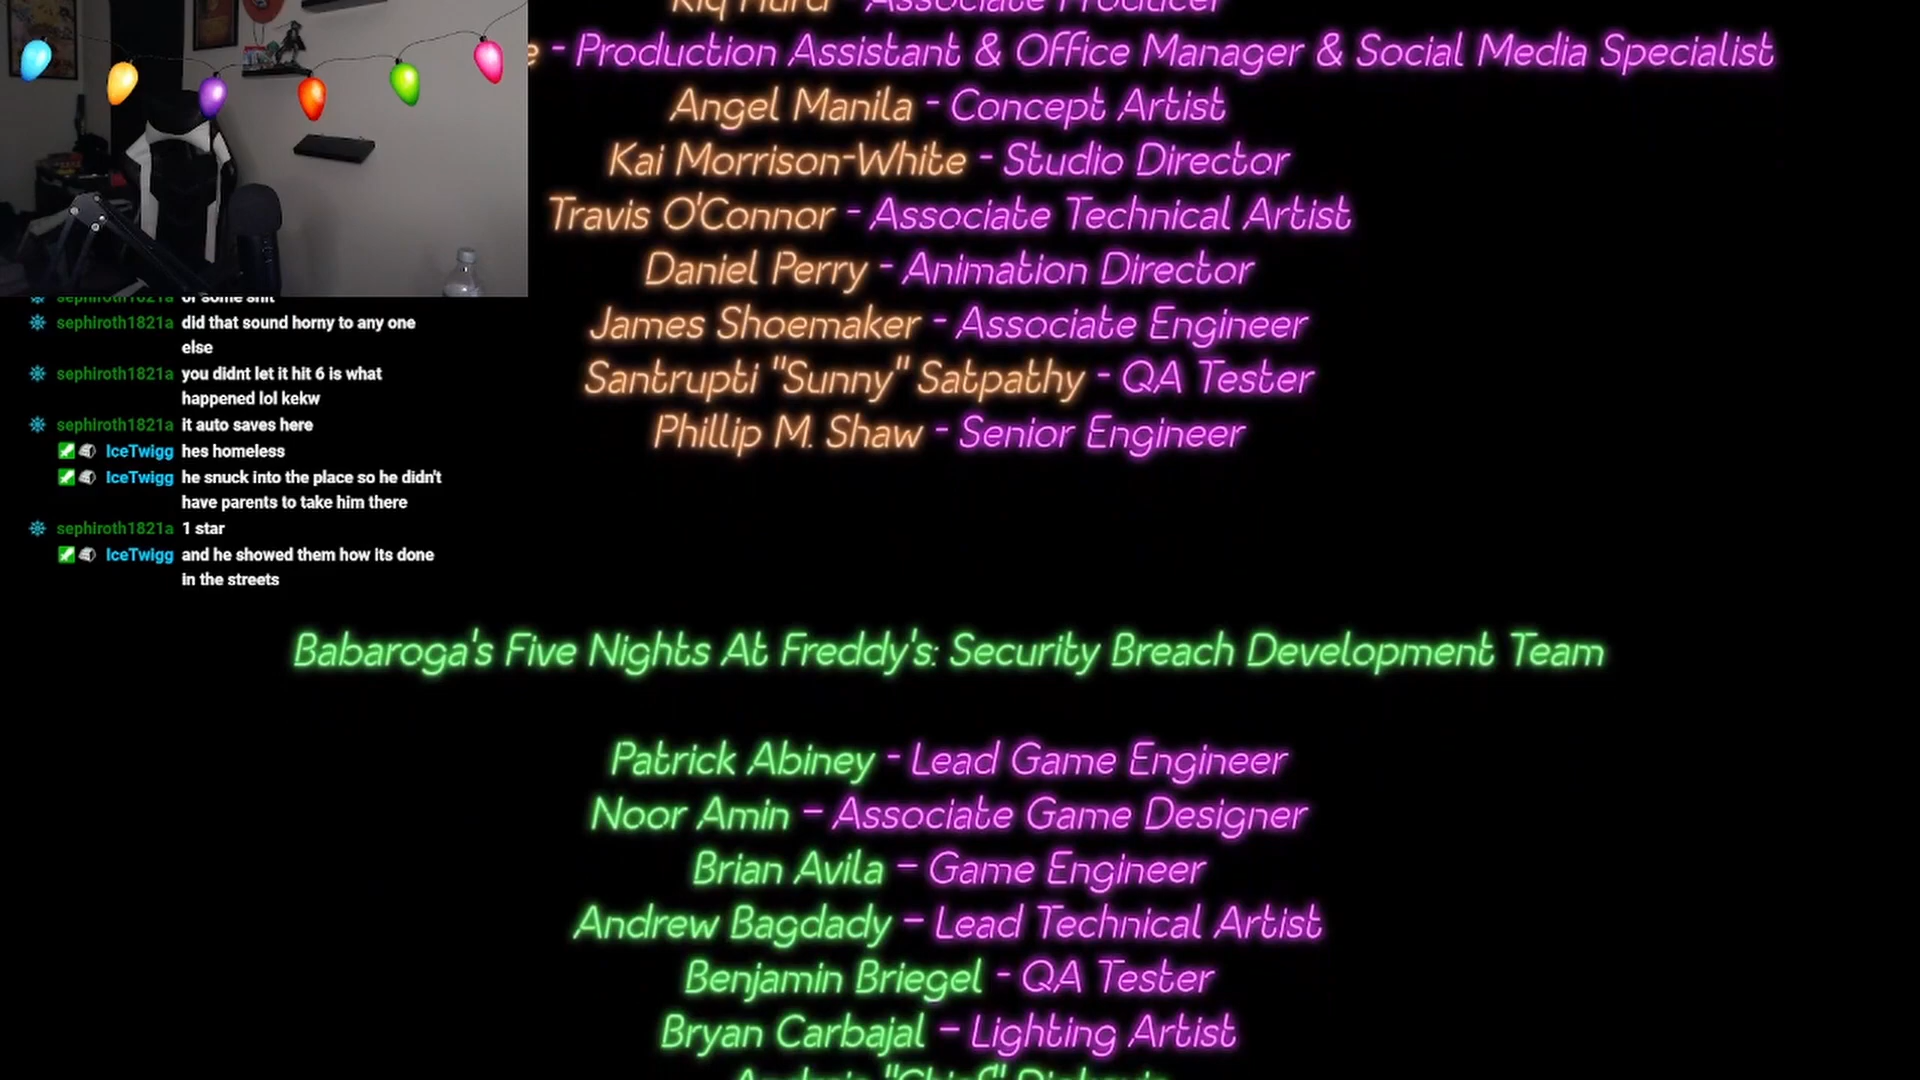 - Associate Producer
- Production Assistant & Office Manager & Social Media Specialist
Angel Manila - Concept Artist
Kai Morrison-White - Studio Director
Travis O'Connor - Associate Technical Artist
Daniel Perry - Animation Director
James Shoemaker - Associate Engineer
Santrupti "Sunny" Satpathy - QA Tester
Phillip M. Shaw - Senior Engineer
sephiroth1821a or some shit
sephiroth1821a did that sound horny to any one
else
sephiroth1821a you didnt let it hit 6 is what
happened lol kekw
sephiroth1821a it auto saves here
IceTwigg hes homeless
IceTwigg he snuck into the place so he didn't
have parents to take him there
sephiroth1821a 1 star
IceTwigg and he showed them how its done
in the streets
Babaroga's Five Nights At Freddy's: Security Breach Development Team
Patrick Abiney - Lead Game Engineer
Noor Amin – Associate Game Designer
Brian Avila – Game Engineer
Andrew Bagdady – Lead Technical Artist
Benjamin Briegel - QA Tester
Bryan Carbajal – Lighting Artist